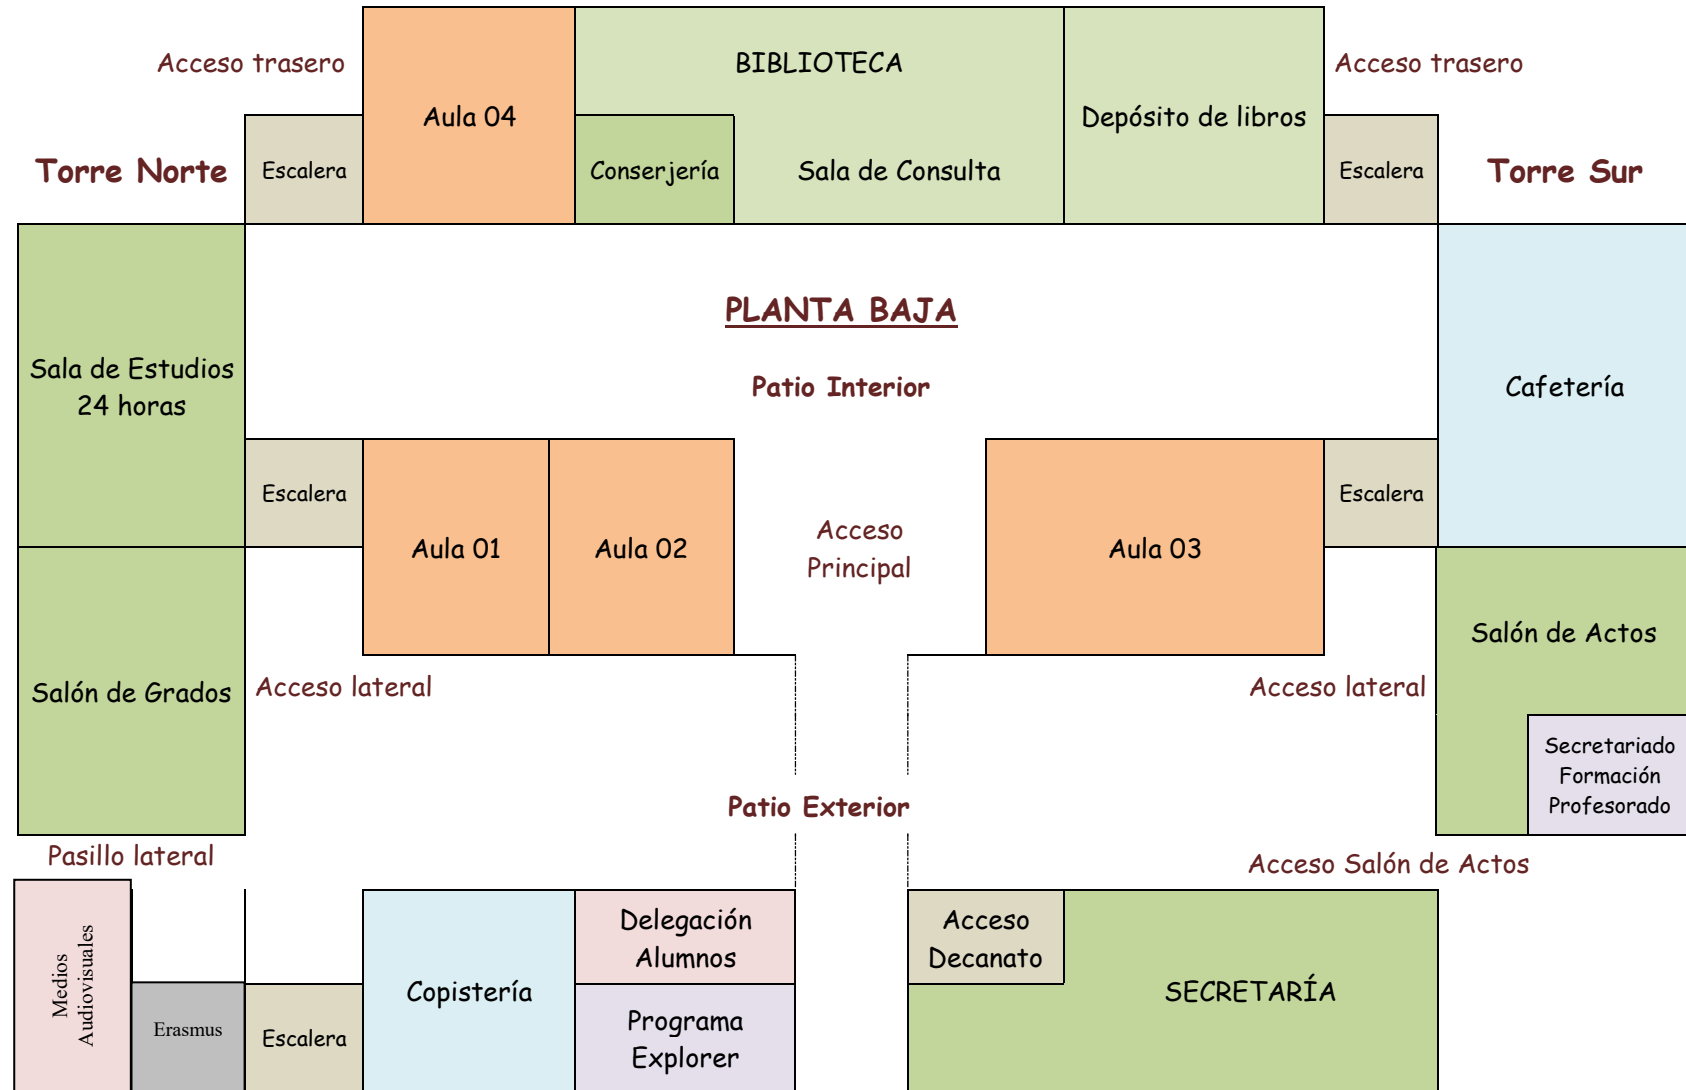 Acceso trasero
BIBLIOTECA
Acceso trasero
Aula 04
Depósito de libros
Torre Norte
Escalera
Conserjería
Sala de Consulta
Escalera
Torre Sur
PLANTA BAJA
Sala de Estudios
24 horas
Patio Interior
Cafetería
Escalera
Escalera
Acceso
Principal
Aula 01
Aula 02
Aula 03
Salón de Actos
Salón de Grados
Acceso lateral
Acceso lateral
Secretariado
Formación
Profesorado
Patio Exterior
Pasillo lateral
Acceso Salón de Actos
Delegación
Alumnos
Acceso
Decanato
Medios
Audiovisuales
Copistería
SECRETARÍA
Erasmus
Escalera
Programa
Explorer